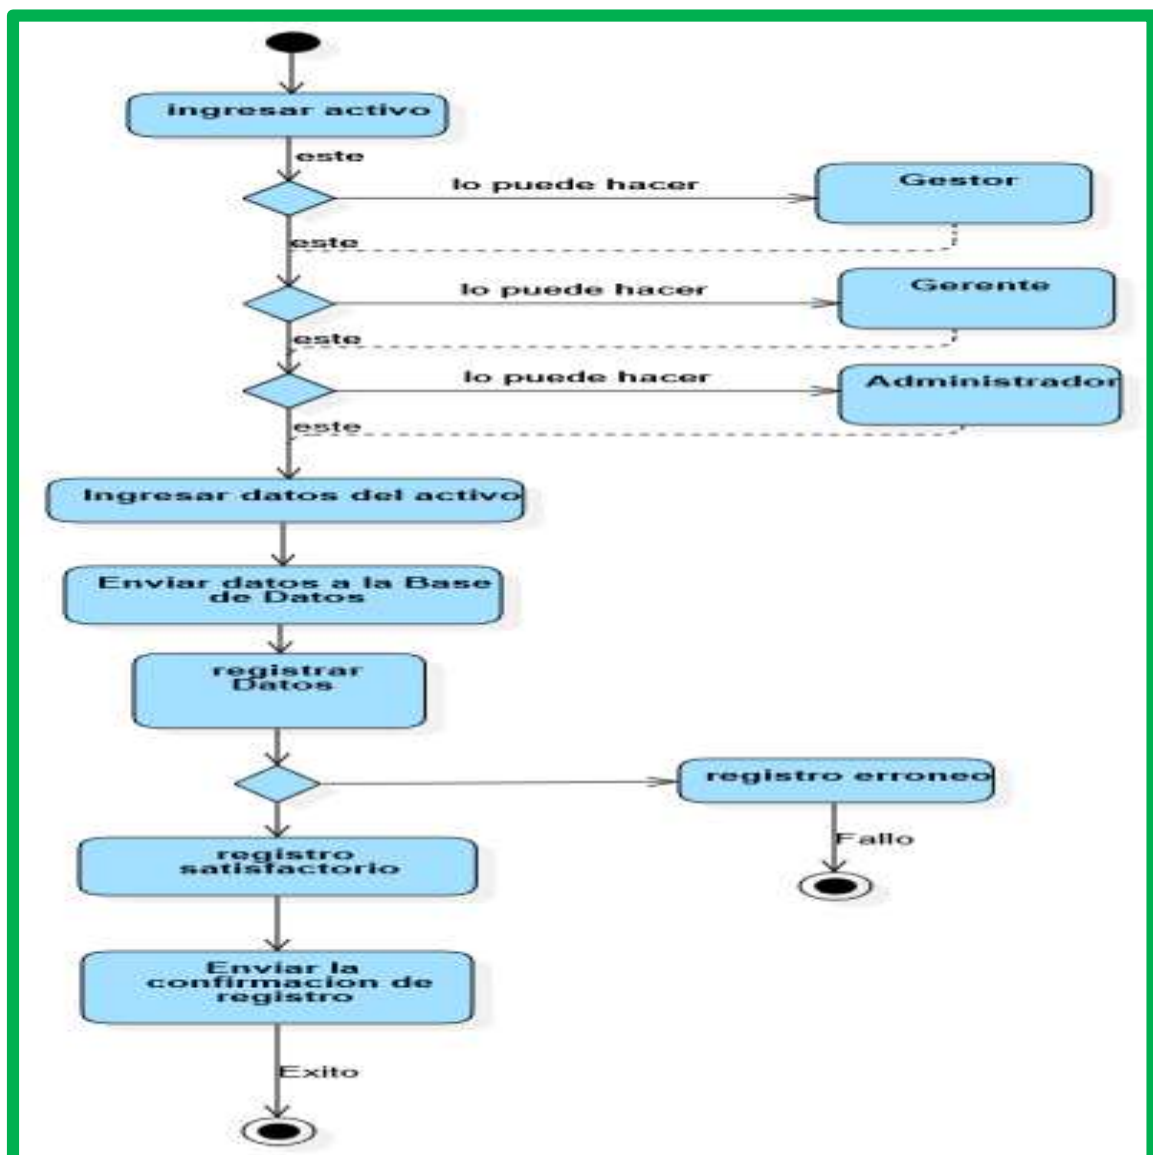 ingresar activo
este
lo puede hacer
Gestor
este
lo puede hacer
Gerente
este
lo puede hacer
Administrador
este
Ingresar datos del activo
Enviar datos a la Base
de Datos
registrar
Datos
registro erroneo
Fallo
registro
satisfactorio
Enviar la
confirmacion de
registro
Exito